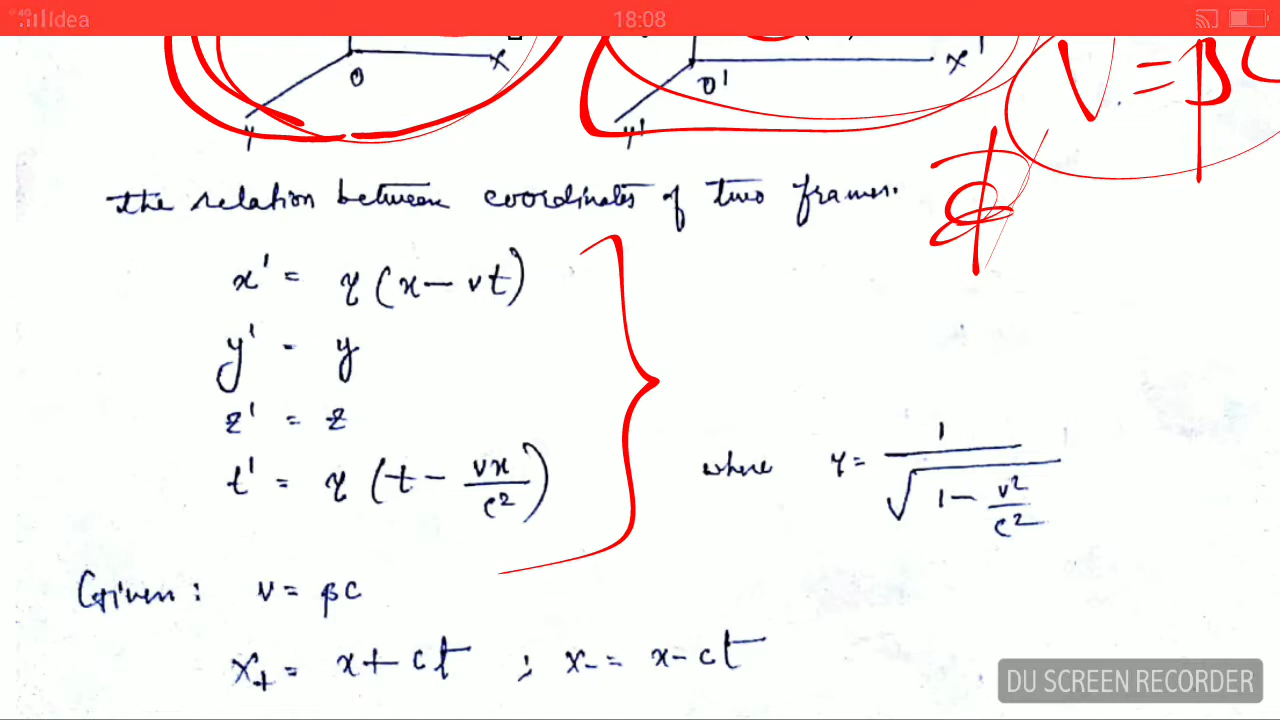 Idea 18:08
O X O' X' V = βc
Y Y'
the relation between coordinates of two frames.
x' = γ (x - vt)
y' = y
z' = z
t' = γ (t - vx/c²) where γ = 1/√(1 - v²/c²)
Given : v = βc
x₊ = x + ct ; x₋ = x - ct
DU SCREEN RECORDER